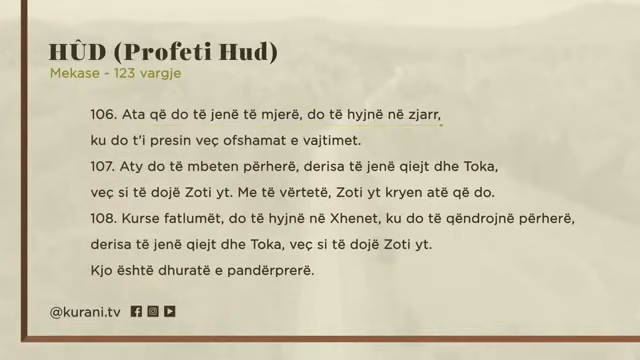 HÛD (Profeti Hud)
Mekase - 123 vargje
106. Ata që do të jenë të mjerë, do të hyjnë në zjarr,
ku do t'i presin veç ofshamat e vajtimet.
107. Aty do të mbeten përherë, derisa të jenë qiejt dhe Toka,
veç si të dojë Zoti yt. Me të vërtetë, Zoti yt kryen atë që do.
108. Kurse fatlumët, do të hyjnë në Xhenet, ku do të qëndrojnë përherë,
derisa të jenë qiejt dhe Toka, veç si të dojë Zoti yt.
Kjo është dhuratë e pandërprerë.
@kurani.tv